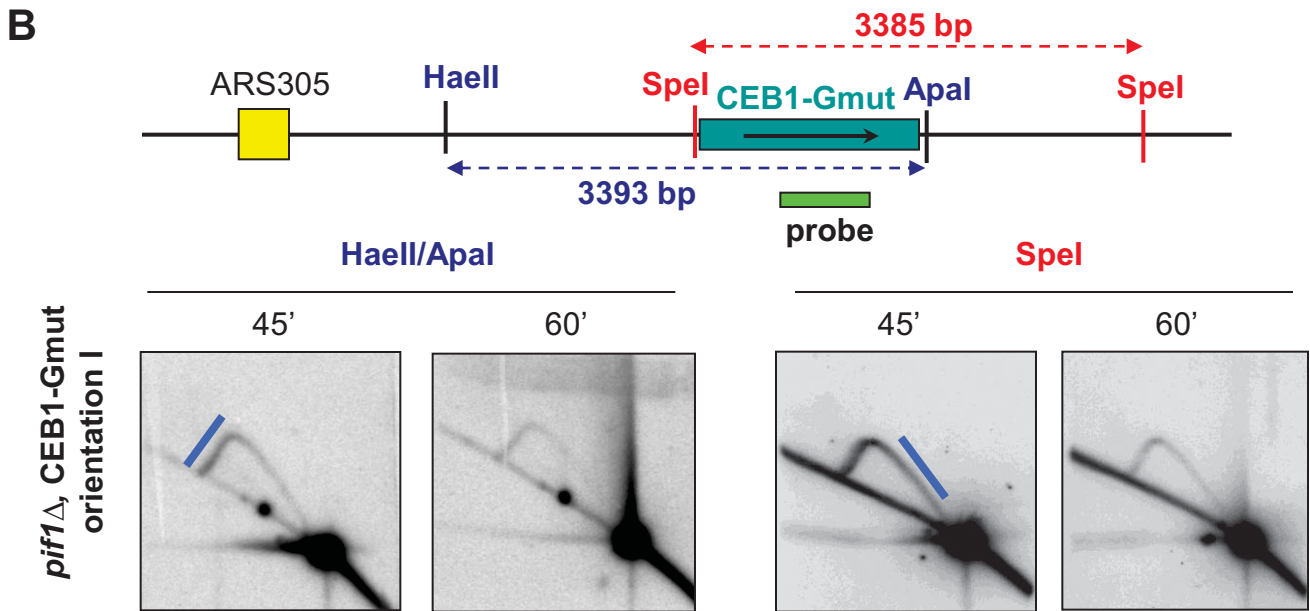 B
3385 bp
ARS305
HaeII
SpeI
CEB1-Gmut
ApaI
SpeI
3393 bp
probe
HaeII/ApaI
SpeI
45’
60’
45’
60’
pif1Δ, CEB1-Gmut
orientation I